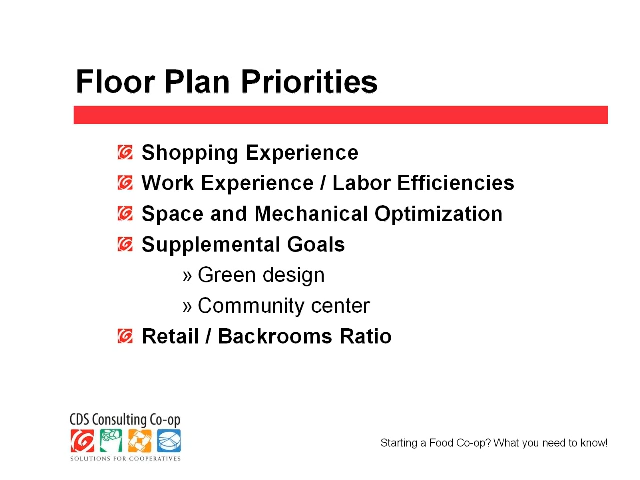 Floor Plan Priorities
Shopping Experience
Work Experience / Labor Efficiencies
Space and Mechanical Optimization
Supplemental Goals
» Green design
» Community center
Retail / Backrooms Ratio
CDS Consulting Co-op
SOLUTIONS FOR COOPERATIVES
Starting a Food Co-op? What you need to know!